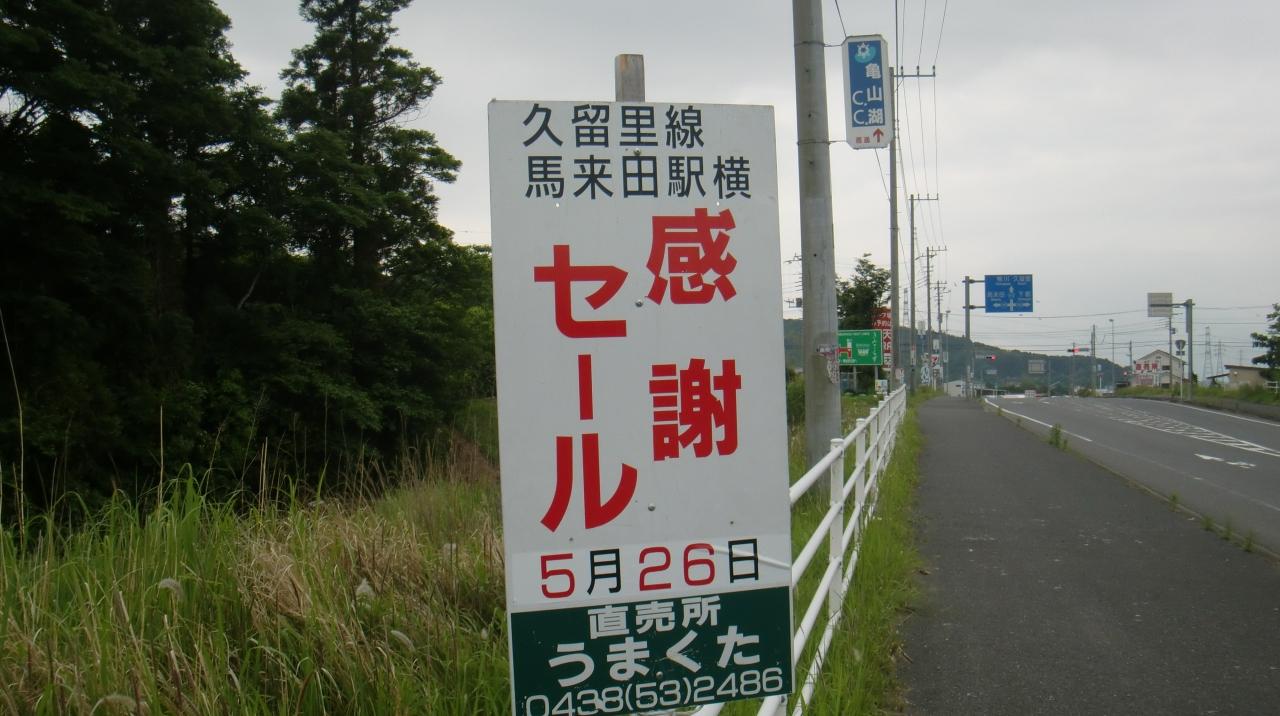 久留里線
馬来田駅横
感謝
セール
5月26日
直売所
うまくた
0438(53)2486
亀山湖
C.C.